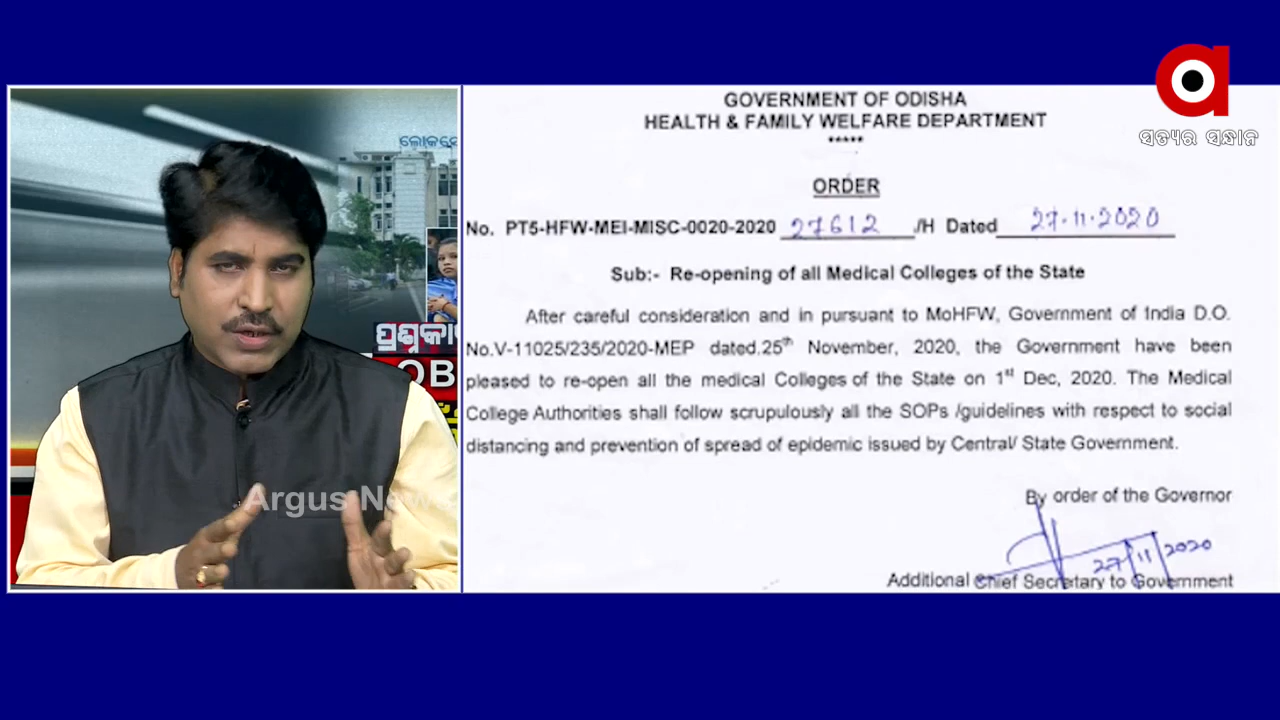 ସତ୍ୟର ସନ୍ଧାନ
GOVERNMENT OF ODISHA
HEALTH & FAMILY WELFARE DEPARTMENT
*****
ORDER
No. PT5-HFW-MEI-MISC-0020-2020 27612 /H Dated 27.11.2020
Sub:- Re-opening of all Medical Colleges of the State
After careful consideration and in pursuant to MoHFW, Government of India D.O.
No.V-11025/235/2020-MEP dated.25th November, 2020, the Government have been
pleased to re-open all the medical Colleges of the State on 1st Dec, 2020. The Medical
College Authorities shall follow scrupulously all the SOPs /guidelines with respect to social
distancing and prevention of spread of epidemic issued by Central/ State Government.
By order of the Governor
27/11/2020
Additional Chief Secretary to Government
Argus News